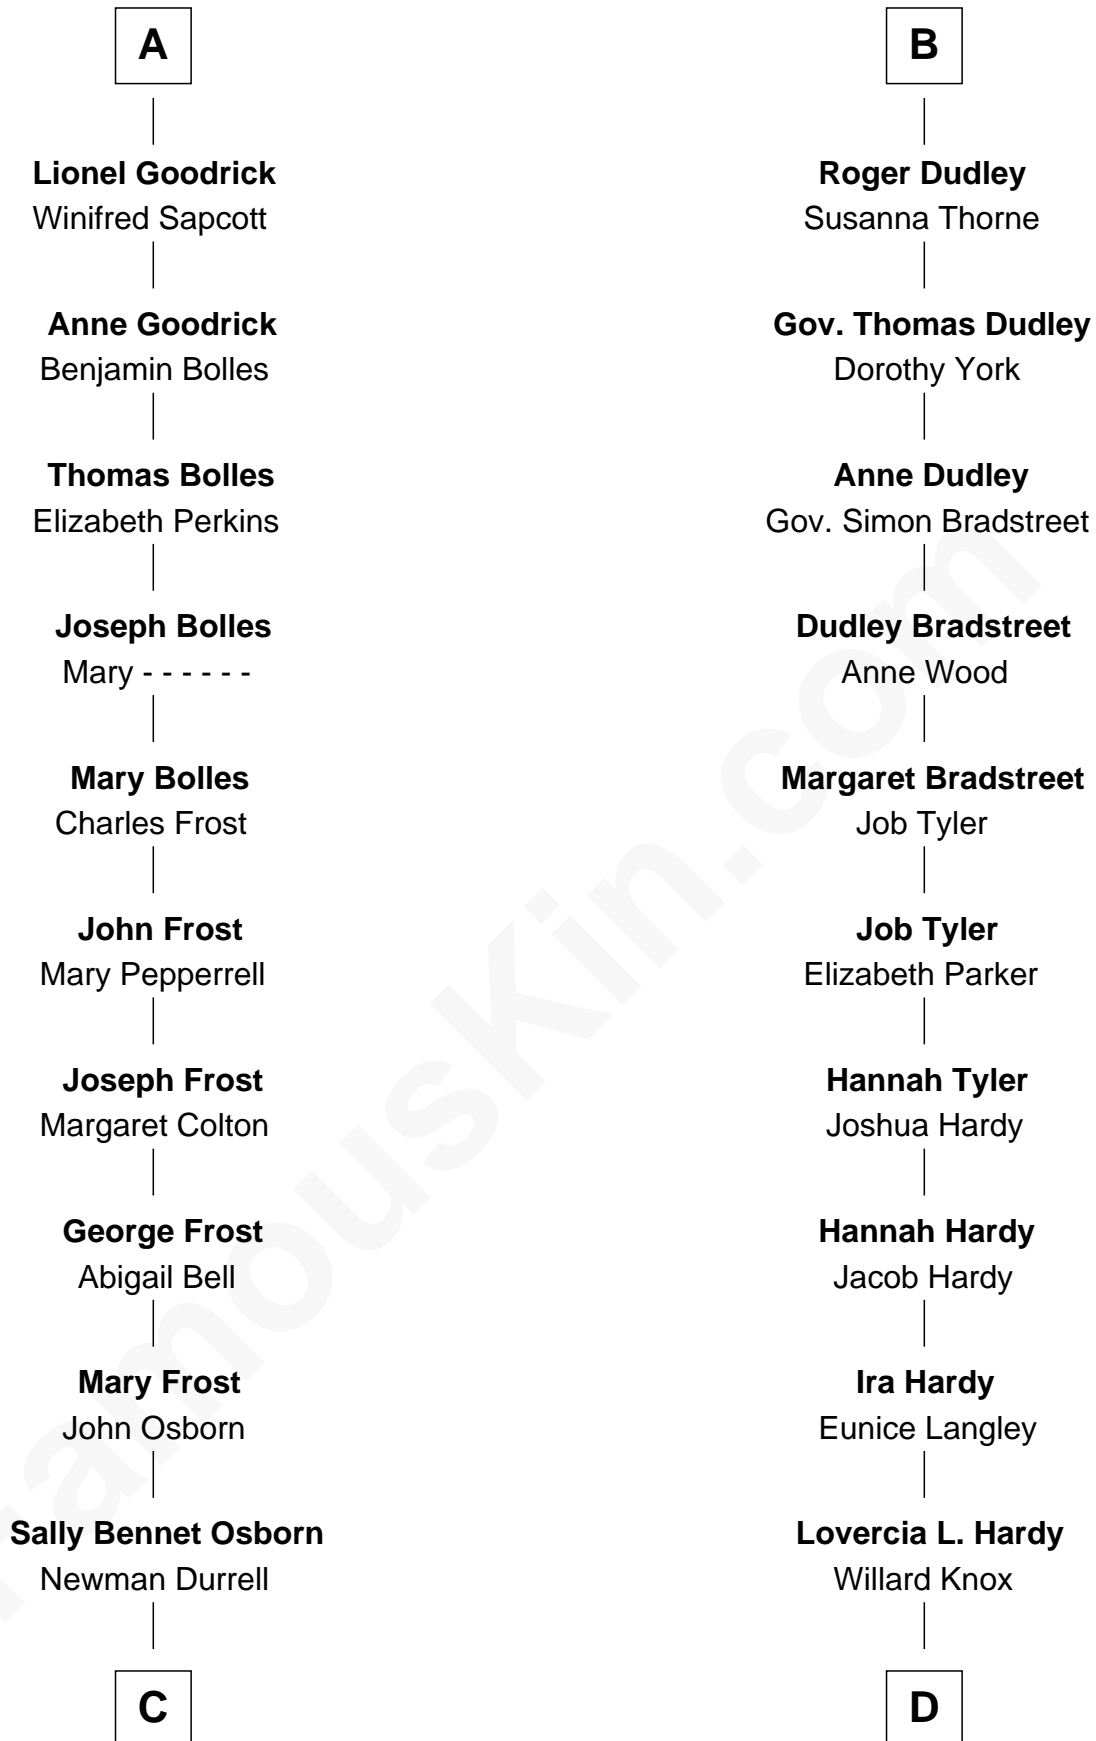 A
Lionel Goodrick
Winifred Sapcott
Anne Goodrick
Benjamin Bolles
Thomas Bolles
Elizabeth Perkins
Joseph Bolles
Mary - - - - - -
Mary Bolles
Charles Frost
John Frost
Mary Pepperrell
Joseph Frost
Margaret Colton
George Frost
Abigail Bell
Mary Frost
John Osborn
Sally Bennet Osborn
Newman Durrell
C
B
Roger Dudley
Susanna Thorne
Gov. Thomas Dudley
Dorothy York
Anne Dudley
Gov. Simon Bradstreet
Dudley Bradstreet
Anne Wood
Margaret Bradstreet
Job Tyler
Job Tyler
Elizabeth Parker
Hannah Tyler
Joshua Hardy
Hannah Hardy
Jacob Hardy
Ira Hardy
Eunice Langley
Lovercia L. Hardy
Willard Knox
D
FamousKin.com